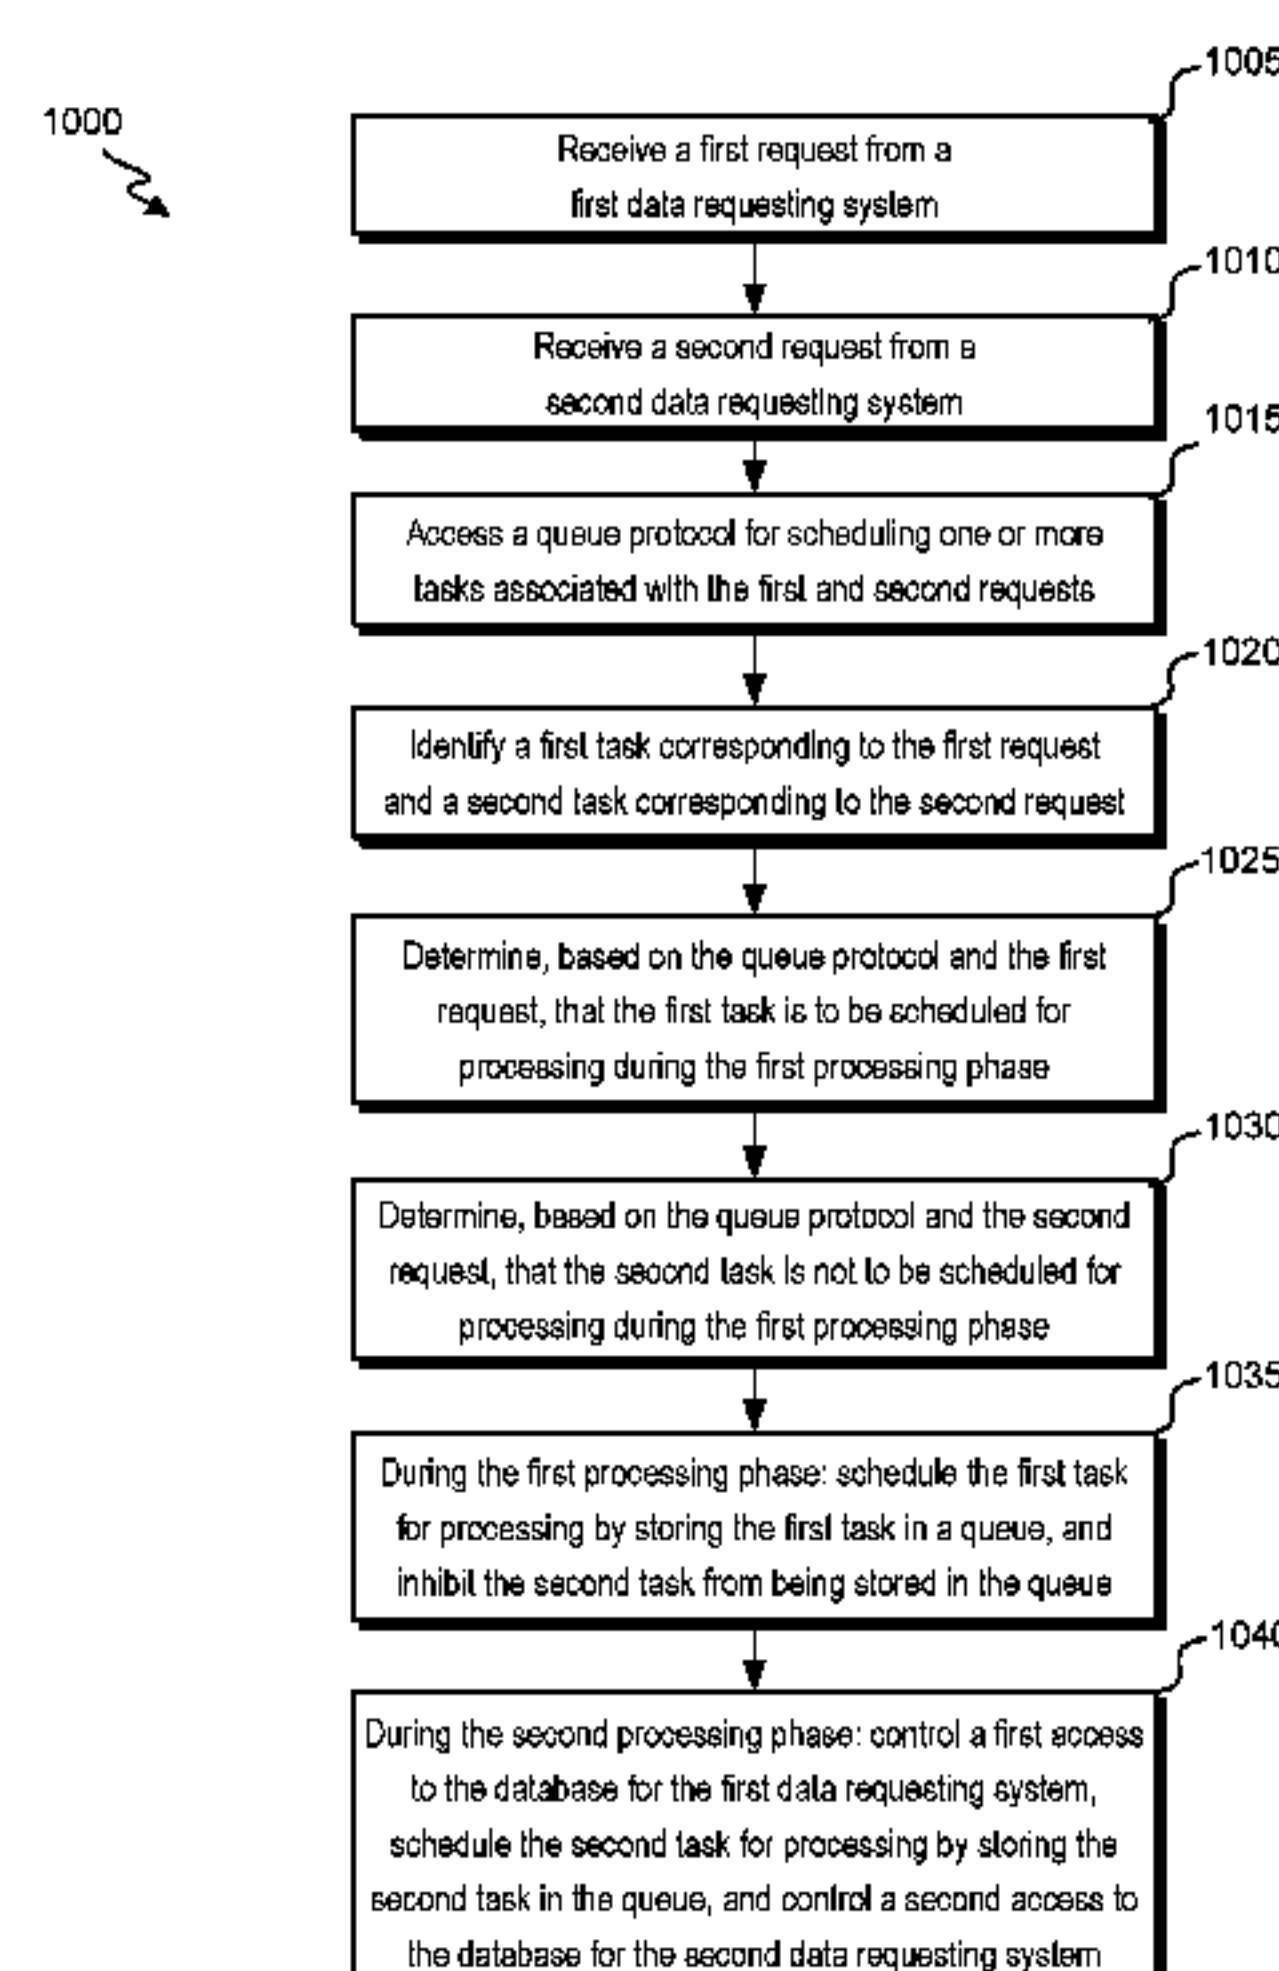 1005
1000
Receive a first request from a
first data requesting system
1010
Receive a second request from a
second data requesting system
1015
Access a queue protocol for scheduling one or more
tasks associated with the first and second requests
1020
Identify a first task corresponding to the first request
and a second task corresponding to the second request
1025
Determine, based on the queue protocol and the first
request, that the first task is to be scheduled for
processing during the first processing phase
1030
Determine, based on the queue protocol and the second
request, that the second task is not to be scheduled for
processing during the first processing phase
1035
During the first processing phase: schedule the first task
for processing by storing the first task in a queue, and
inhibit the second task from being stored in the queue
1040
During the second processing phase: control a first access
to the database for the first data requesting system,
schedule the second task for processing by storing the
second task in the queue, and control a second access to
the database for the second data requesting system